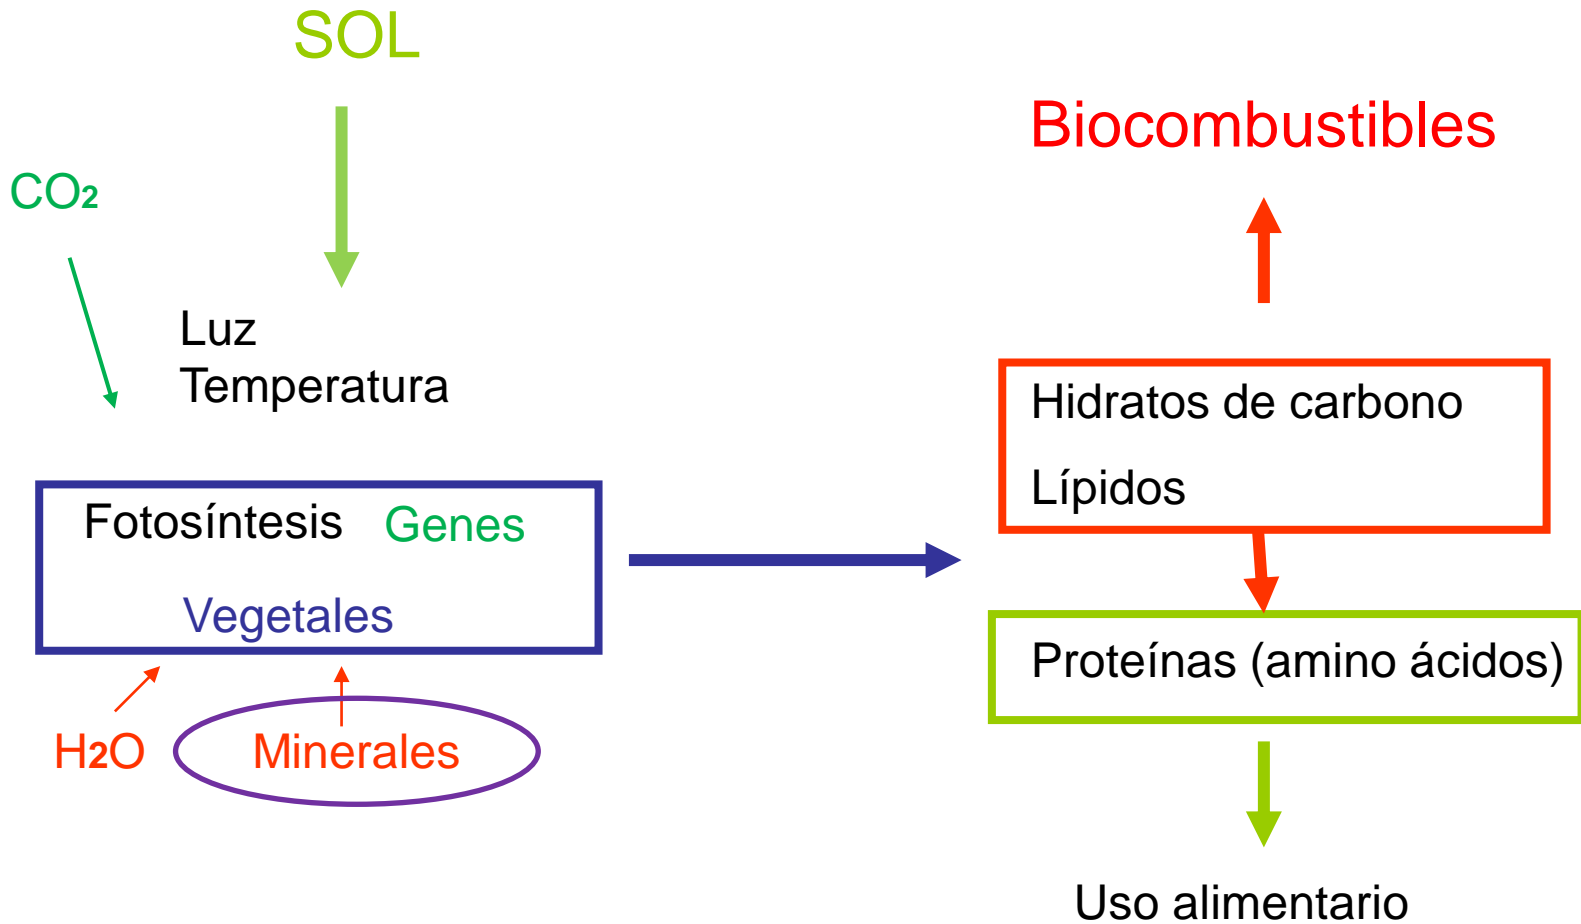 SOL
CO2
Luz
Temperatura
Fotosíntesis Genes
Vegetales
H2O Minerales
Biocombustibles
Hidratos de carbono
Lípidos
Proteínas (amino ácidos)
Uso alimentario